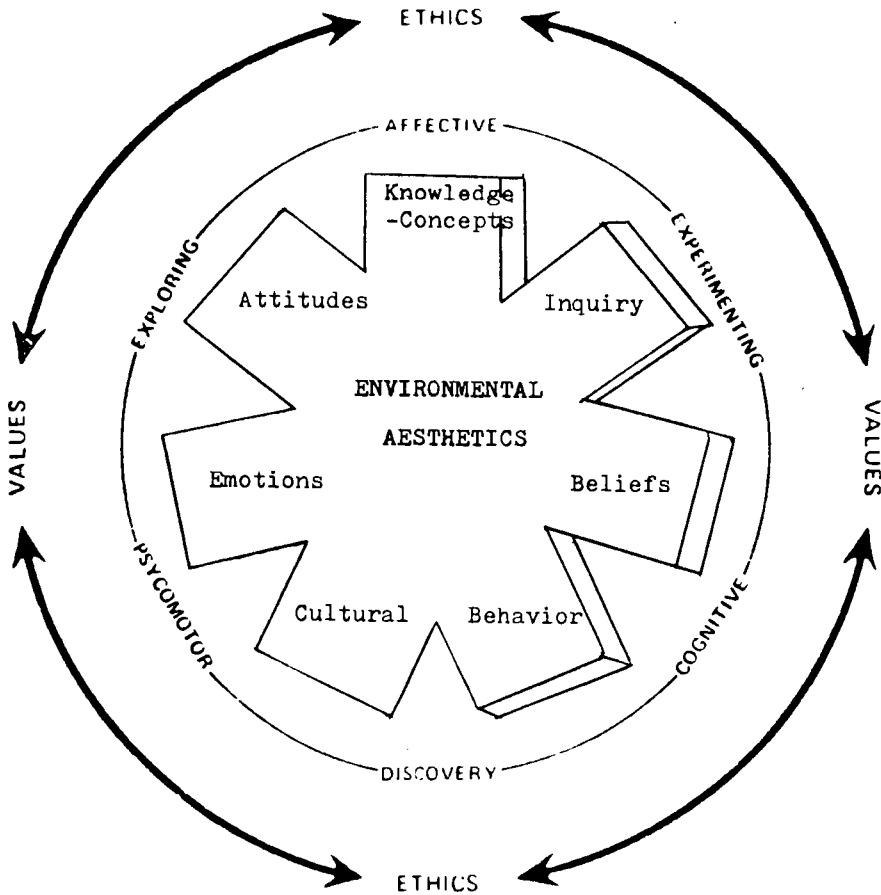 ETHICS
AFFECTIVE
Knowledge
-Concepts
EXPLORING
EXPERIMENTING
Attitudes
Inquiry
ENVIRONMENTAL
AESTHETICS
VALUES
VALUES
Emotions
Beliefs
PSYCOMOTOR
COGNITIVE
Cultural
Behavior
DISCOVERY
ETHICS